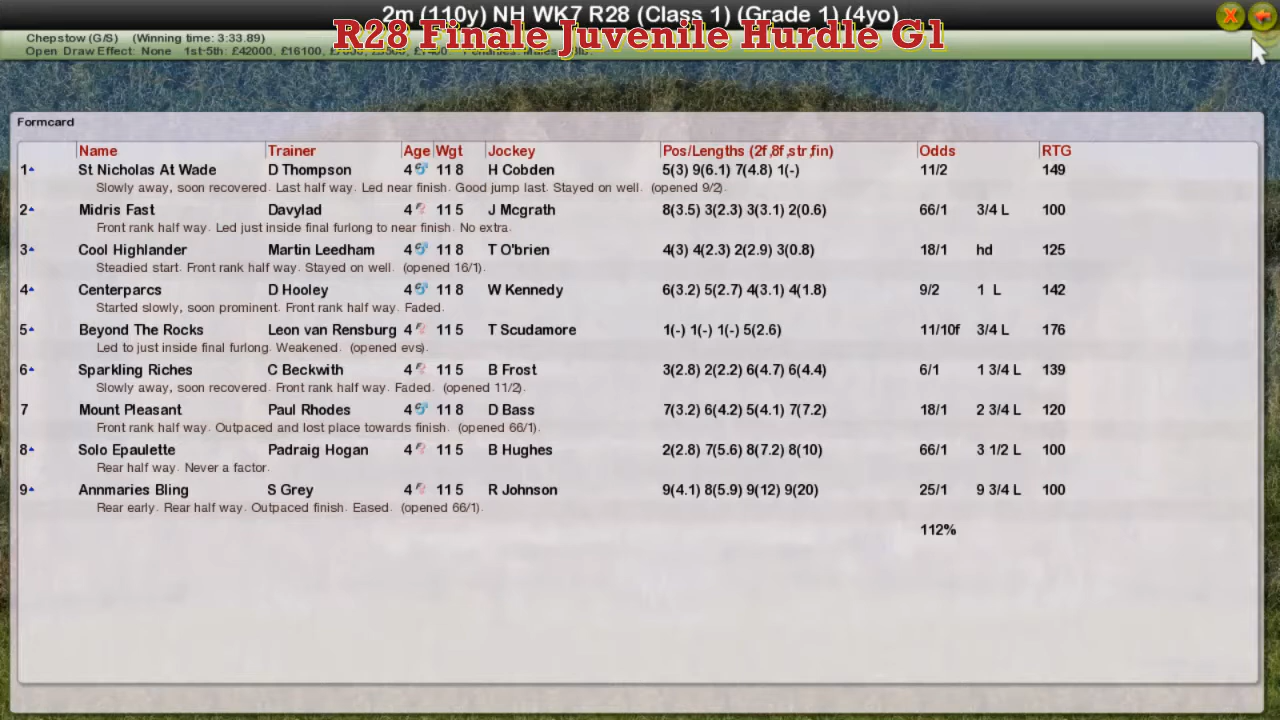 2m (110y) NH WK7 R28 (Class 1) (Grade 1) (4yo)
R28 Finale Juvenile Hurdle G1
Chepstow (G/S) (Winning time: 3:33.89)
Open Draw Effect: None 1st-5th: £42000, £16100,
Formcard
Name Trainer Age Wgt Jockey Pos/Lengths (2f,8f,str,fin) Odds RTG
1 St Nicholas At Wade D Thompson 4 11 8 H Cobden 5(3) 9(6.1) 7(4.8) 1(-) 11/2 149
Slowly away, soon recovered. Last half way. Led near finish. Good jump last. Stayed on well. (opened 9/2).
2 Midris Fast Davylad 4 11 5 J Mcgrath 8(3.5) 3(2.3) 3(3.1) 2(0.6) 66/1 3/4 L 100
Front rank half way. Led just inside final furlong to near finish. No extra.
3 Cool Highlander Martin Leedham 4 11 8 T O'brien 4(3) 4(2.3) 2(2.9) 3(0.8) 18/1 hd 125
Steadied start. Front rank half way. Stayed on well. (opened 16/1).
4 Centerparcs D Hooley 4 11 8 W Kennedy 6(3.2) 5(2.7) 4(3.1) 4(1.8) 9/2 1 L 142
Started slowly, soon prominent. Front rank half way. Faded.
5 Beyond The Rocks Leon van Rensburg 4 11 5 T Scudamore 1(-) 1(-) 1(-) 5(2.6) 11/10f 3/4 L 176
Led to just inside final furlong. Weakened. (opened evs).
6 Sparkling Riches C Beckwith 4 11 5 B Frost 3(2.8) 2(2.2) 6(4.7) 6(4.4) 6/1 1 3/4 L 139
Slowly away, soon recovered. Front rank half way. Faded. (opened 11/2).
7 Mount Pleasant Paul Rhodes 4 11 8 D Bass 7(3.2) 6(4.2) 5(4.1) 7(7.2) 18/1 2 3/4 L 120
Front rank half way. Outpaced and lost place towards finish. (opened 66/1).
8 Solo Epaulette Padraig Hogan 4 11 5 B Hughes 2(2.8) 7(5.6) 8(7.2) 8(10) 66/1 3 1/2 L 100
Rear half way. Never a factor.
9 Annmaries Bling S Grey 4 11 5 R Johnson 9(4.1) 8(5.9) 9(12) 9(20) 25/1 9 3/4 L 100
Rear early. Rear half way. Outpaced finish. Eased. (opened 66/1).
112%